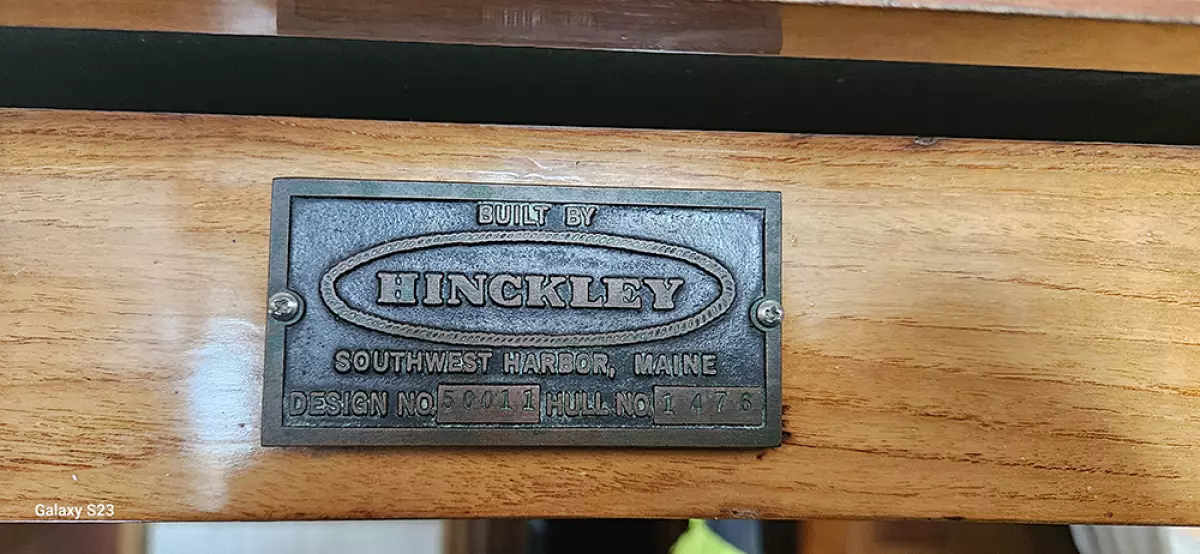 BUILT BY
HINCKLEY
SOUTHWEST HARBOR, MAINE
DESIGN NO. 50011 HULL NO. 1476
Galaxy S23